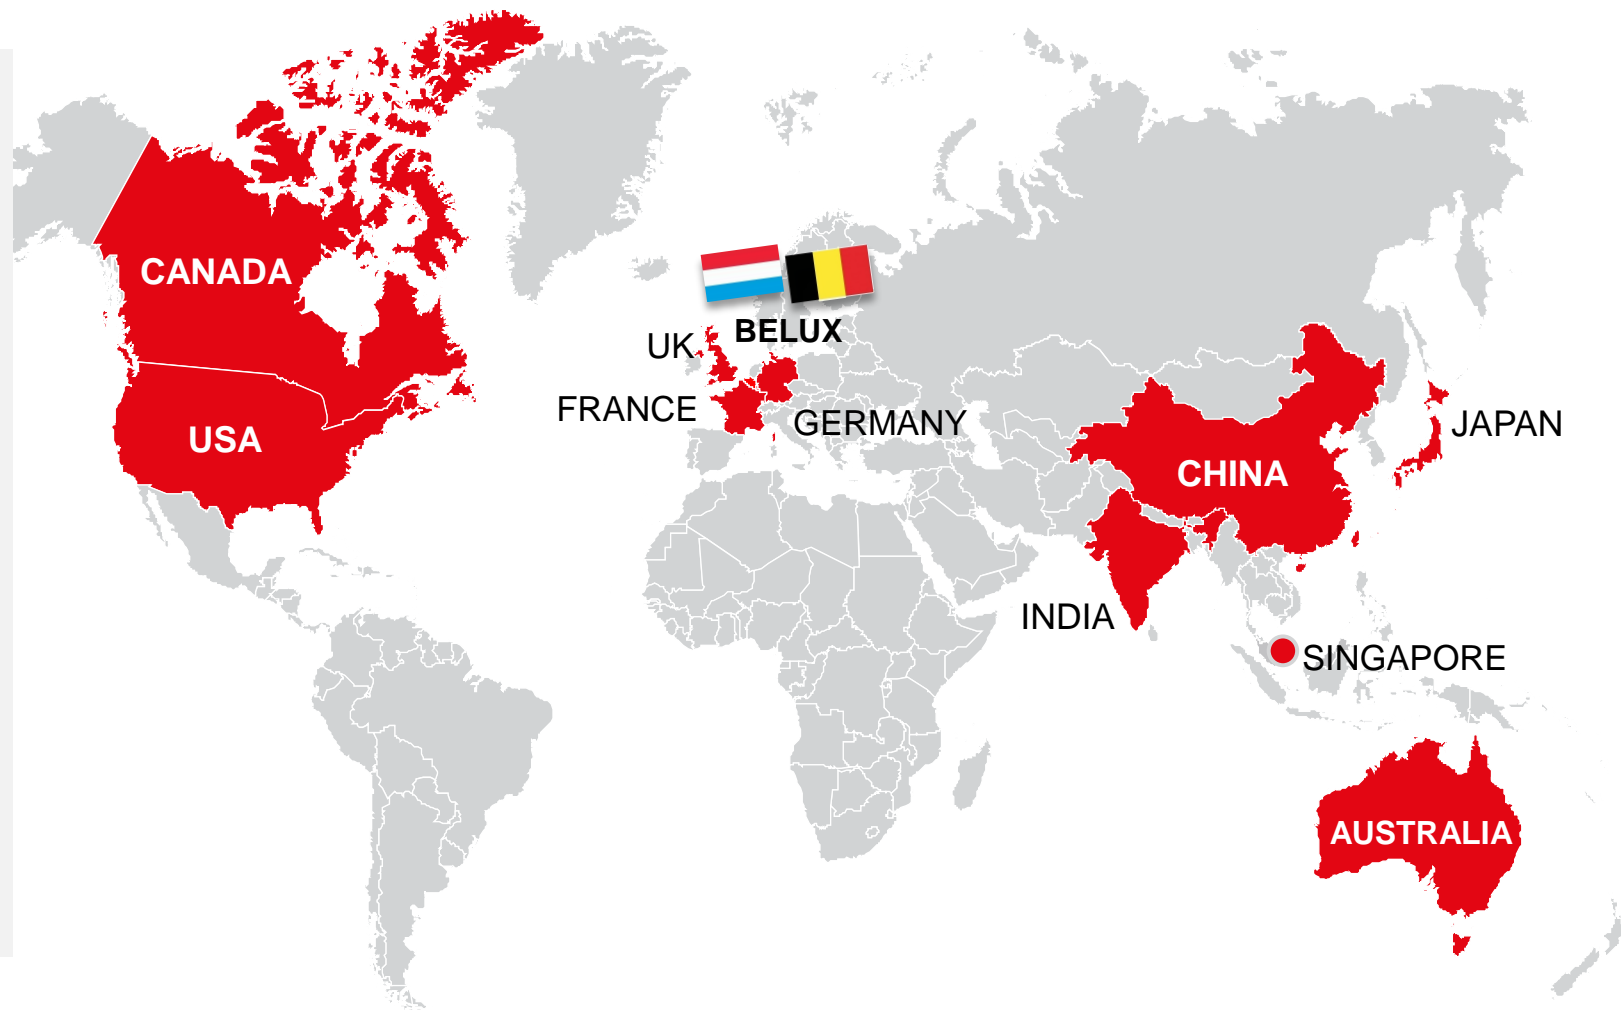 CANADA
BELUX
UK
FRANCE
GERMANY
JAPAN
USA
CHINA
INDIA
SINGAPORE
AUSTRALIA